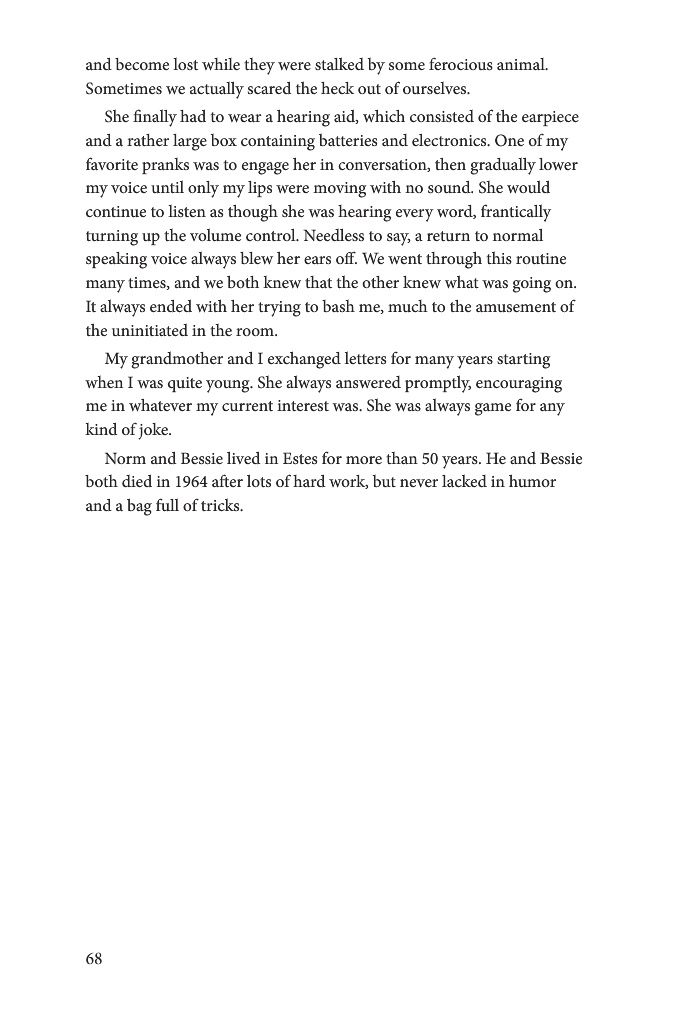 and become lost while they were stalked by some ferocious animal.
Sometimes we actually scared the heck out of ourselves.
She finally had to wear a hearing aid, which consisted of the earpiece
and a rather large box containing batteries and electronics. One of my
favorite pranks was to engage her in conversation, then gradually lower
my voice until only my lips were moving with no sound. She would
continue to listen as though she was hearing every word, frantically
turning up the volume control. Needless to say, a return to normal
speaking voice always blew her ears off. We went through this routine
many times, and we both knew that the other knew what was going on.
It always ended with her trying to bash me, much to the amusement of
the uninitiated in the room.
My grandmother and I exchanged letters for many years starting
when I was quite young. She always answered promptly, encouraging
me in whatever my current interest was. She was always game for any
kind of joke.
Norm and Bessie lived in Estes for more than 50 years. He and Bessie
both died in 1964 after lots of hard work, but never lacked in humor
and a bag full of tricks.
68